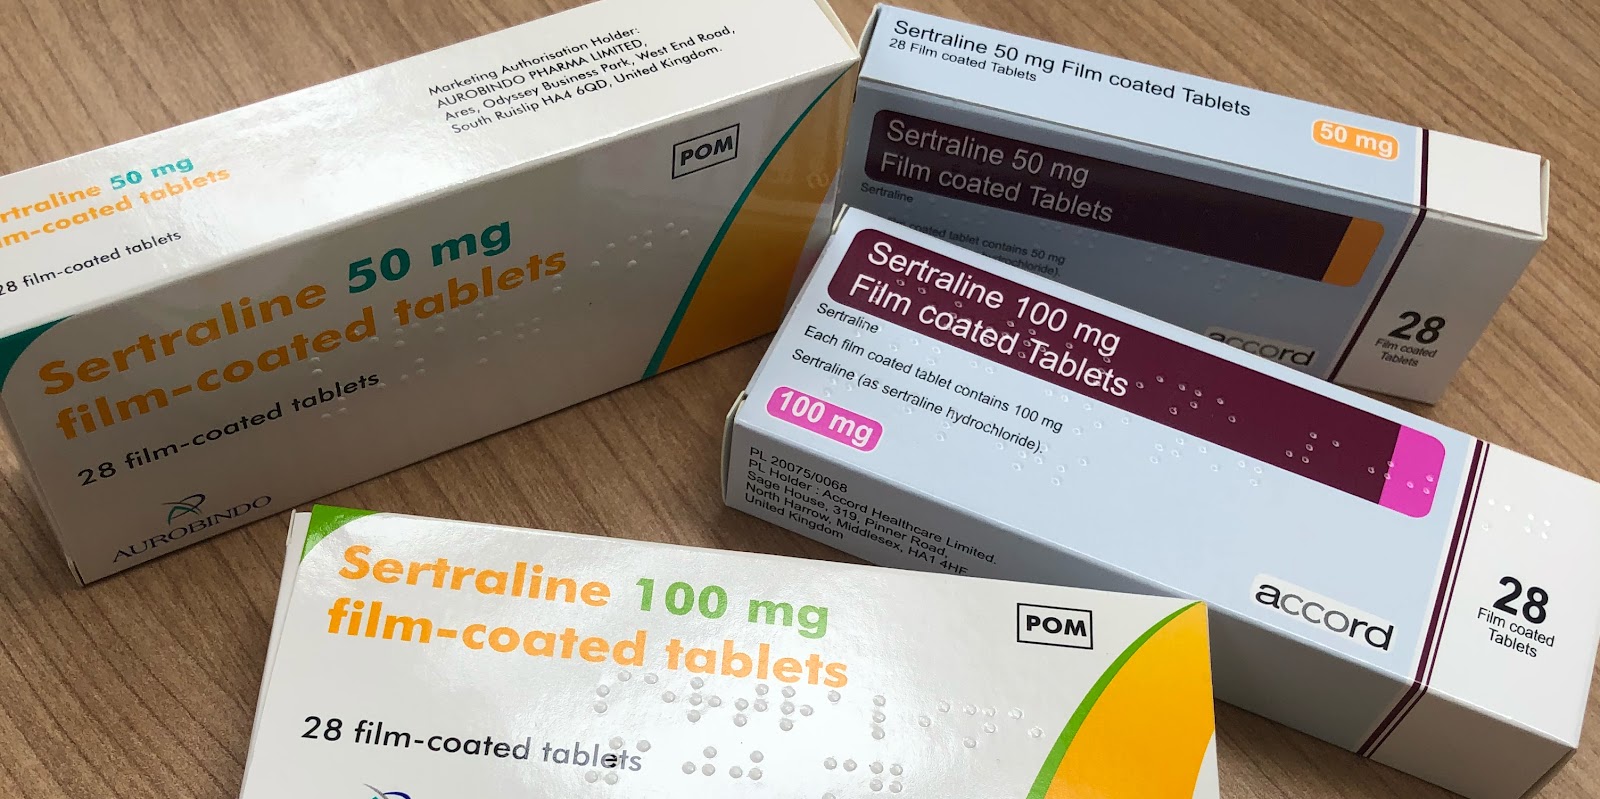 Marketing Authorisation Holder:
AUROBINDO PHARMA LIMITED,
Ares, Odyssey Business Park, West End Road,
South Ruislip HA4 6QD, United Kingdom.
50 mg
tablets
28 film-coated tablets
POM
Sertraline 50 mg
film-coated tablets
28 film-coated tablets
AUROBINDO
Sertraline 50 mg Film coated Tablets
28 Film coated Tablets
50 mg
Sertraline 50 mg
Film coated Tablets
Sertraline
coated tablet contains 50 mg
accord
28
Film coated
Tablets
Sertraline 100 mg
Film coated Tablets
Sertraline
Each film coated tablet contains 100 mg
Sertraline (as sertraline hydrochloride).
100 mg
PL 20075/0068
PL Holder : Accord Healthcare Limited.
Sage House, 319, Pinner Road,
North Harrow, Middlesex, HA1 4HF
United Kingdom
accord
28
Film coated
Tablets
Sertraline 100 mg
film-coated tablets
POM
28 film-coated tablets